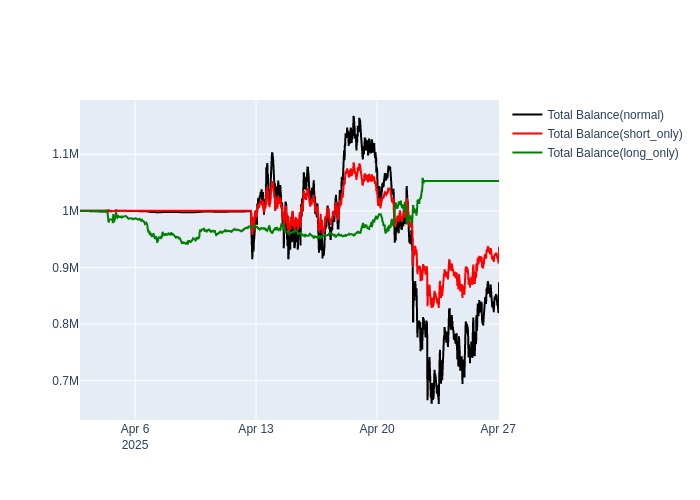 Total Balance(normal)
Total Balance(short_only)
Total Balance(long_only)
1.1M
1M
0.9M
0.8M
0.7M
Apr 6
2025
Apr 13
Apr 20
Apr 27